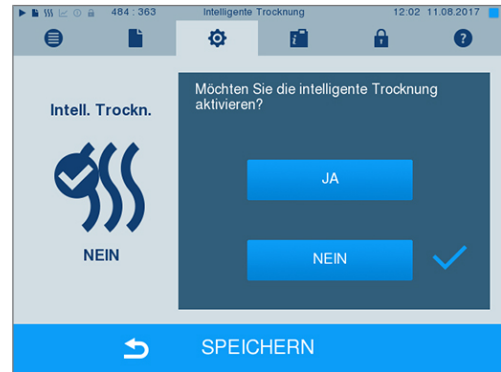 484 : 363 Intelligente Trocknung 12:02 11.08.2017
Intell. Trockn.
NEIN
Möchten Sie die intelligente Trocknung
aktivieren?
JA
NEIN
SPEICHERN